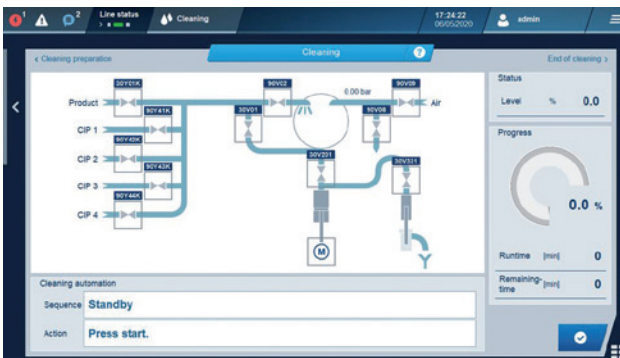 1
2
Line status
Cleaning
17:24:22
06/05/2020
admin
‹ Cleaning preparation
Cleaning
?
End of cleaning ›
30Y01K
90V02
90V09
Product
0.00 bar
Air
90Y41K
30V01
90V08
CIP 1
90Y42K
CIP 2
30V201
30V321
90Y43K
CIP 3
90Y44K
CIP 4
M
Status
Level % 0.0
Progress
0.0 %
Runtime [min] 0
Remaining-
time [min] 0
Cleaning automation
Sequence Standby
Action Press start.